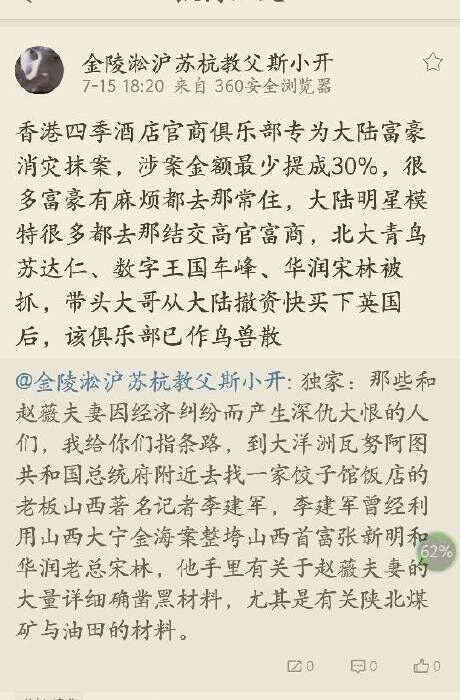 金陵淞沪苏杭教父斯小开
7-15 18:20 来自 360安全浏览器
香港四季酒店官商俱乐部专为大陆富豪
消灾抹案，涉案金额最少提成30%，很
多富豪有麻烦都去那常住，大陆明星模
特很多都去那结交高官富商，北大青鸟
苏达仁、数字王国车峰、华润宋林被
抓，带头大哥从大陆撤资快买下英国
后，该俱乐部已作鸟兽散
@金陵淞沪苏杭教父斯小开: 独家：那些和
赵薇夫妻因经济纠纷而产生深仇大恨的人
们，我给你们指条路，到大洋洲瓦努阿图
共和国总统府附近去找一家饺子馆饭店的
老板山西著名记者李建军，李建军曾经利
用山西大宁金海案整垮山西首富张新明和
华润老总宋林，他手里有关于赵薇夫妻的
大量详细确凿黑材料，尤其是有关陕北煤
矿与油田的材料。
62%
0 0 0